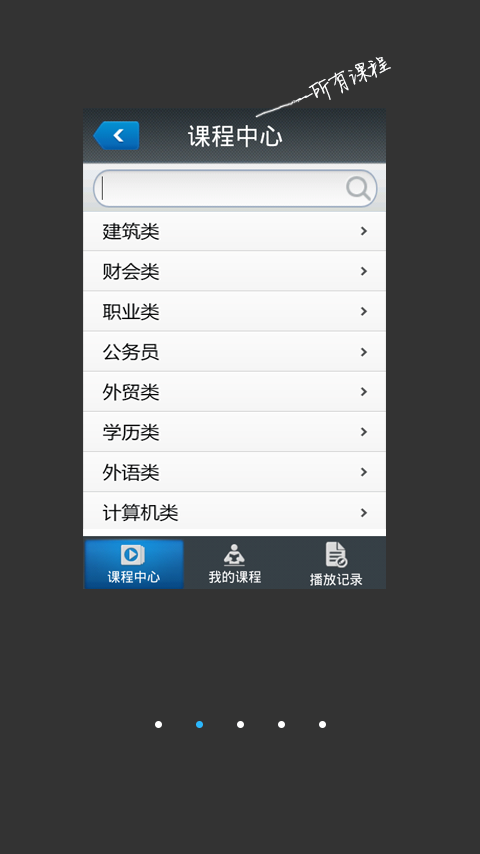 所有课程
课程中心
建筑类
财会类
职业类
公务员
外贸类
学历类
外语类
计算机类
课程中心
我的课程
播放记录